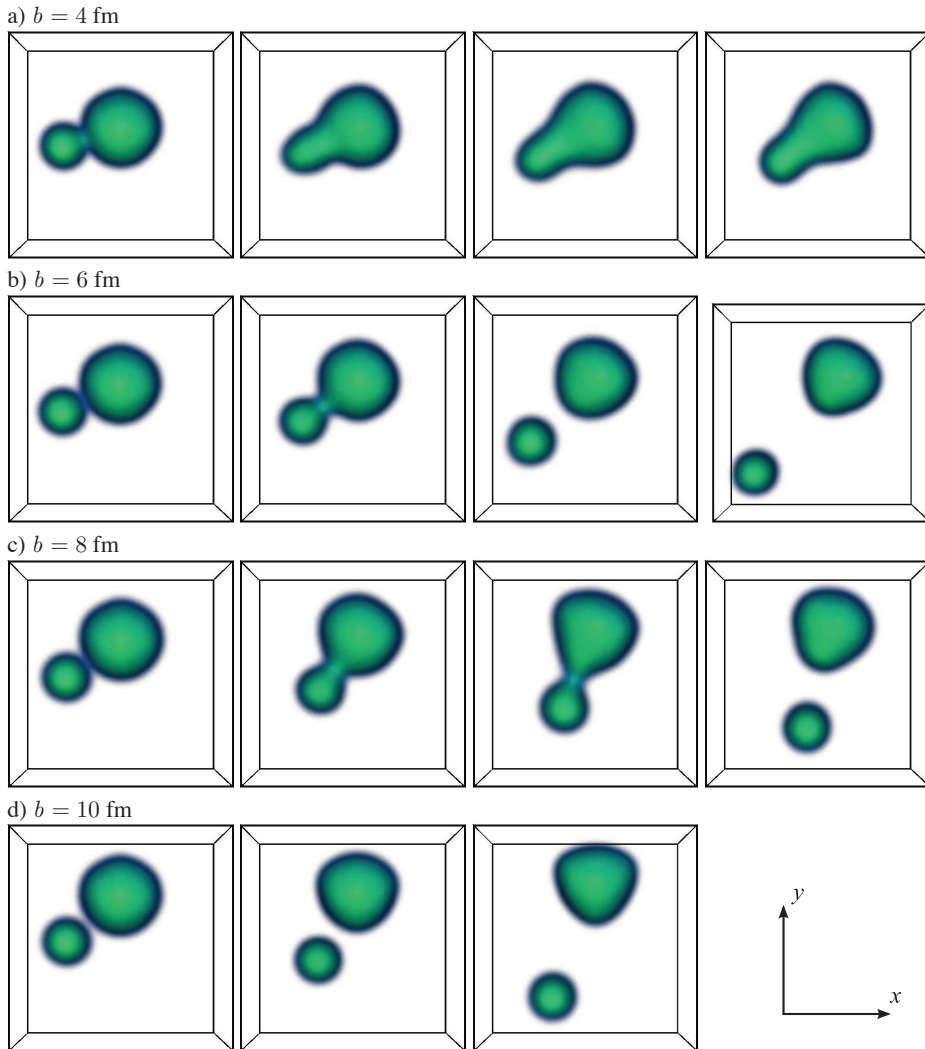 a) b = 4 fm
b) b = 6 fm
c) b = 8 fm
d) b = 10 fm
y
x